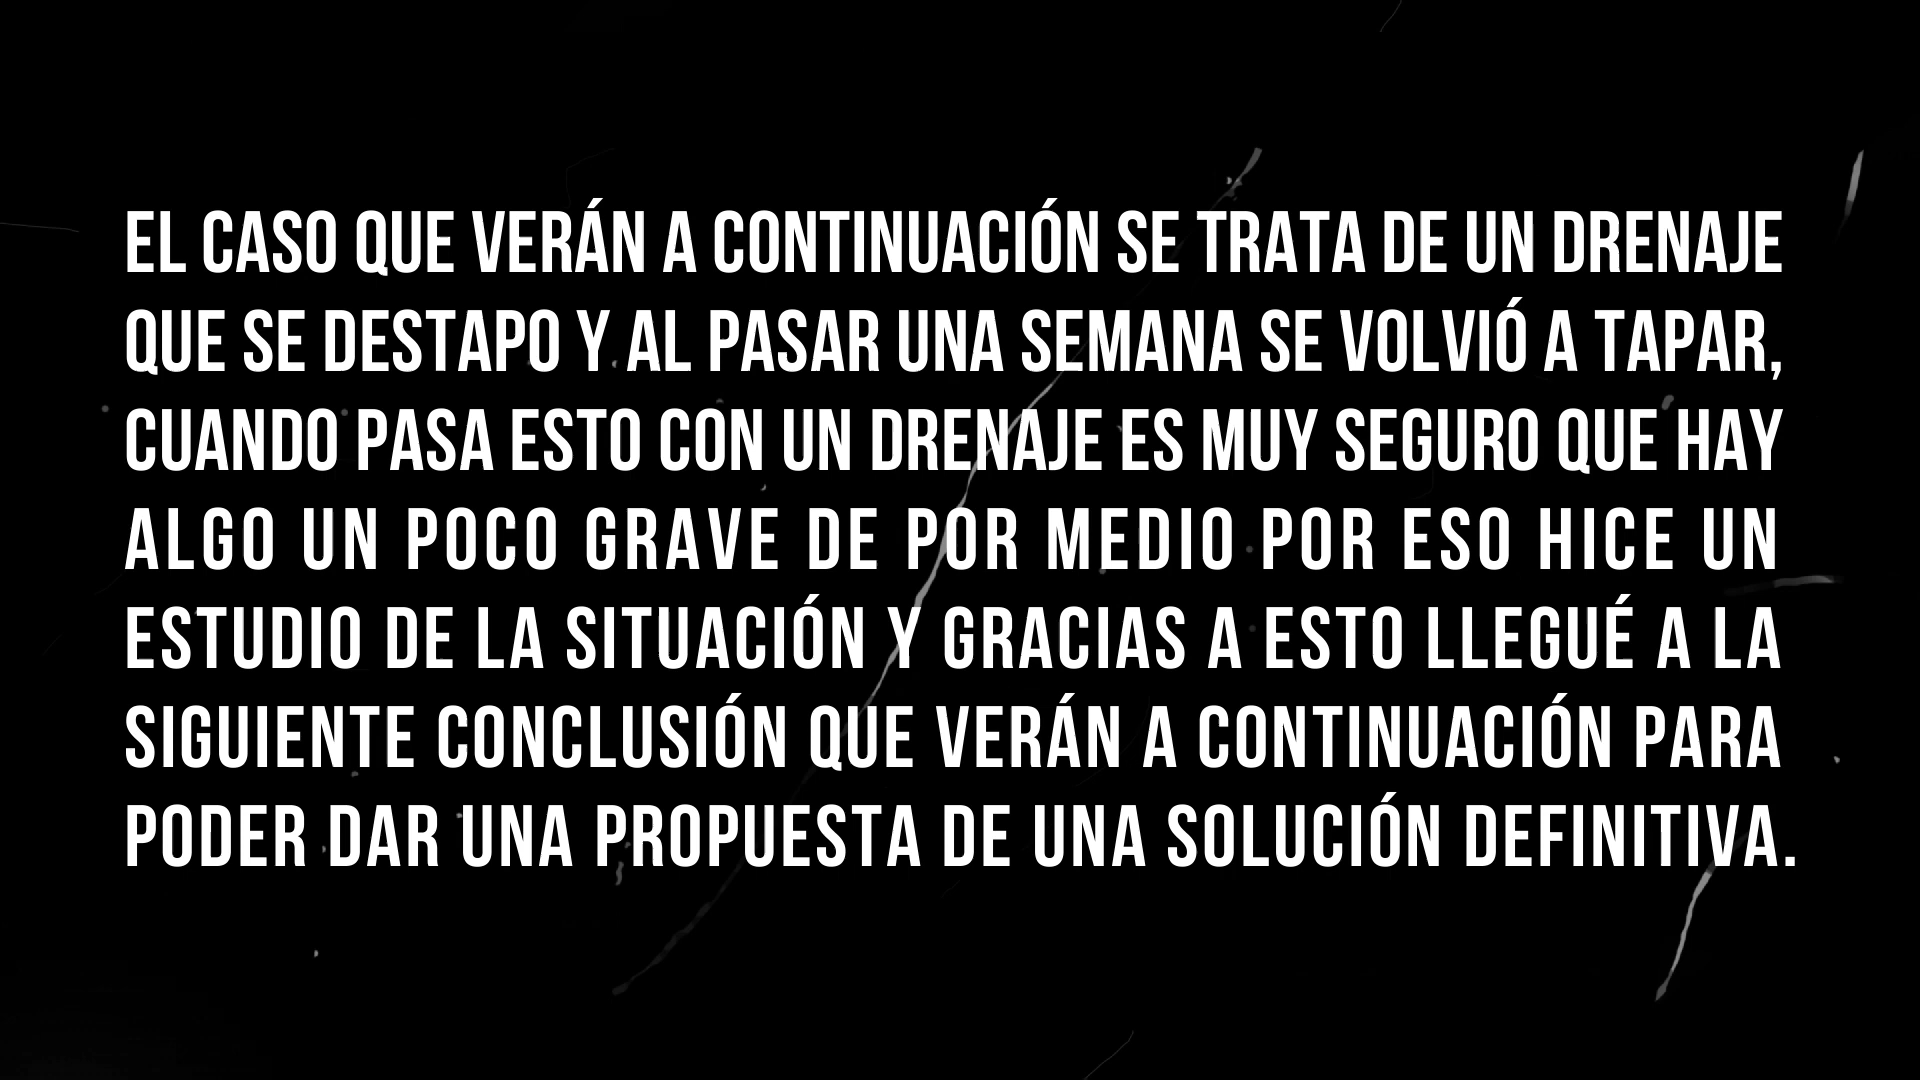 EL CASO QUE VERÁN A CONTINUACIÓN SE TRATA DE UN DRENAJE
QUE SE DESTAPO Y AL PASAR UNA SEMANA SE VOLVIÓ A TAPAR,
CUANDO PASA ESTO CON UN DRENAJE ES MUY SEGURO QUE HAY
ALGO UN POCO GRAVE DE POR MEDIO POR ESO HICE UN
ESTUDIO DE LA SITUACIÓN Y GRACIAS A ESTO LLEGUÉ A LA
SIGUIENTE CONCLUSIÓN QUE VERÁN A CONTINUACIÓN PARA
PODER DAR UNA PROPUESTA DE UNA SOLUCIÓN DEFINITIVA.